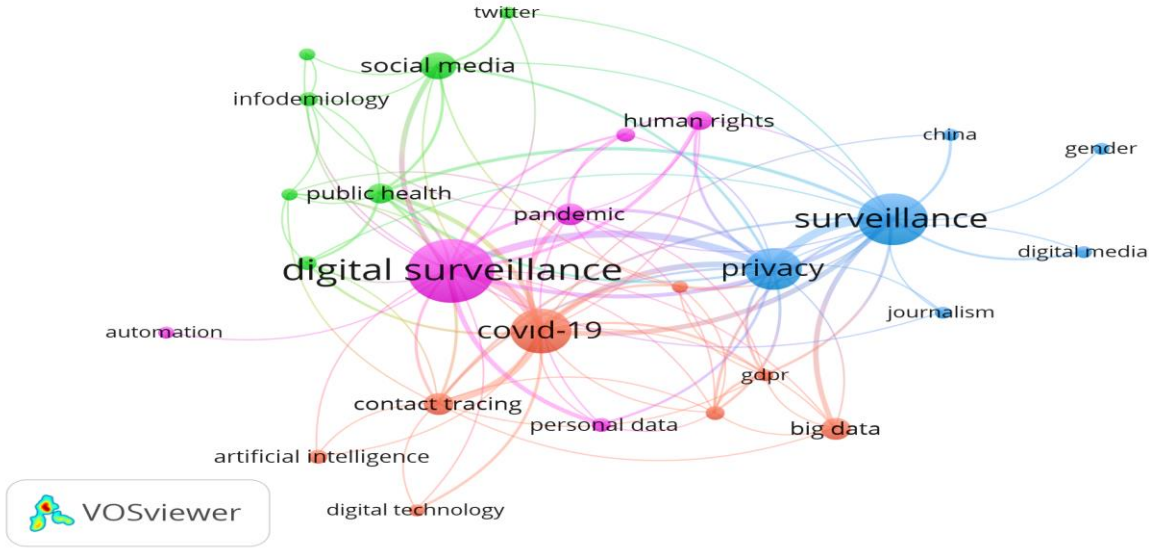 twitter
social media
infodemiology
human rights
china
gender
public health
pandemic
surveillance
digital surveillance
privacy
digital media
journalism
automation
covid-19
gdpr
contact tracing
personal data
big data
artificial intelligence
digital technology
VOSviewer